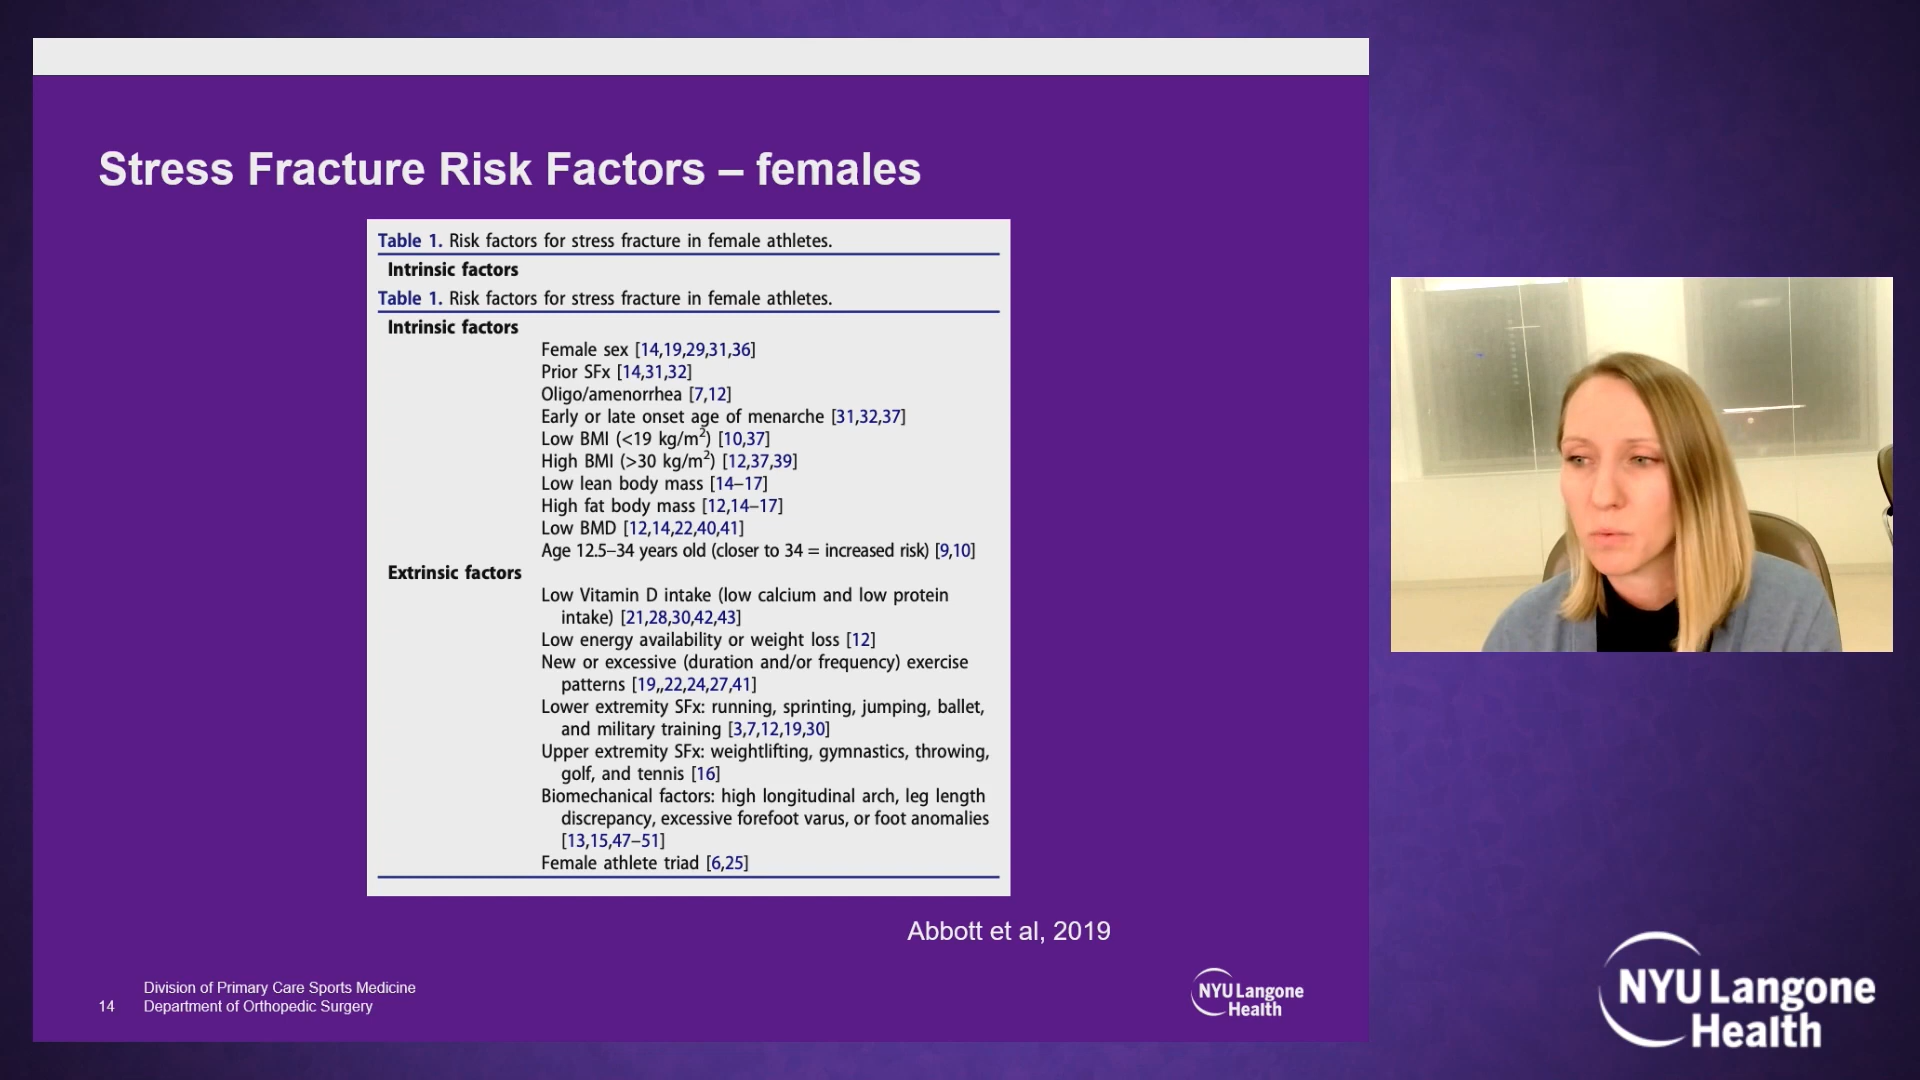 Stress Fracture Risk Factors – females
Table 1. Risk factors for stress fracture in female athletes.
Intrinsic factors
Table 1. Risk factors for stress fracture in female athletes.
Intrinsic factors
Female sex [14,19,29,31,36]
Prior SFx [14,31,32]
Oligo/amenorrhea [7,12]
Early or late onset age of menarche [31,32,37]
Low BMI (<19 kg/m²) [10,37]
High BMI (>30 kg/m²) [12,37,39]
Low lean body mass [14–17]
High fat body mass [12,14–17]
Low BMD [12,14,22,40,41]
Age 12.5–34 years old (closer to 34 = increased risk) [9,10]
Extrinsic factors
Low Vitamin D intake (low calcium and low protein
intake) [21,28,30,42,43]
Low energy availability or weight loss [12]
New or excessive (duration and/or frequency) exercise
patterns [19,,22,24,27,41]
Lower extremity SFx: running, sprinting, jumping, ballet,
and military training [3,7,12,19,30]
Upper extremity SFx: weightlifting, gymnastics, throwing,
golf, and tennis [16]
Biomechanical factors: high longitudinal arch, leg length
discrepancy, excessive forefoot varus, or foot anomalies
[13,15,47–51]
Female athlete triad [6,25]
Abbott et al, 2019
14
Division of Primary Care Sports Medicine
Department of Orthopedic Surgery
NYU Langone
Health
NYU Langone
Health